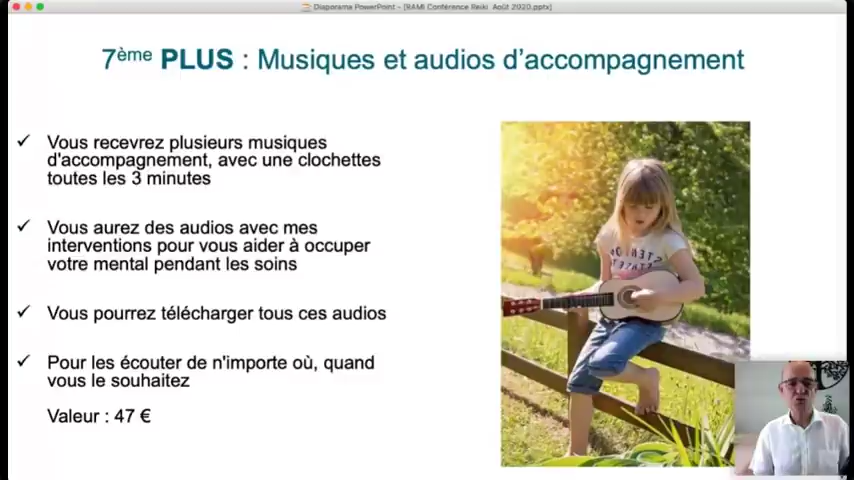 Diaporama PowerPoint - [RAMI Conférence Reiki Août 2020.pptx]
7ème PLUS : Musiques et audios d’accompagnement
✓ Vous recevrez plusieurs musiques
d'accompagnement, avec une clochettes
toutes les 3 minutes
✓ Vous aurez des audios avec mes
interventions pour vous aider à occuper
votre mental pendant les soins
✓ Vous pourrez télécharger tous ces audios
✓ Pour les écouter de n'importe où, quand
vous le souhaitez
Valeur : 47 €